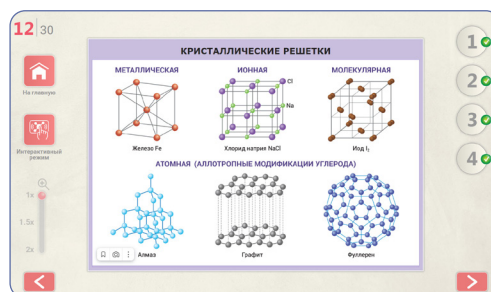 12|30
КРИСТАЛЛИЧЕСКИЕ РЕШЕТКИ
МЕТАЛЛИЧЕСКАЯ ИОННАЯ МОЛЕКУЛЯРНАЯ
Cl
Na
Железо Fe Хлорид натрия NaCl Иод I₂
АТОМНАЯ (АЛЛОТРОПНЫЕ МОДИФИКАЦИИ УГЛЕРОДА)
Алмаз Графит Фуллерен
На главную
Интерактивный
режим
1x
1.5x
2x
1
2
3
4